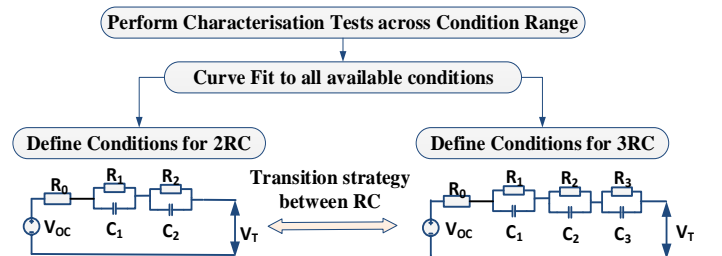 Perform Characterisation Tests across Condition Range
Curve Fit to all available conditions
Define Conditions for 2RC
Define Conditions for 3RC
R0
R1
R2
VOC
C1
C2
VT
Transition strategy
between RC
R0
R1
R2
R3
VOC
C1
C2
C3
VT